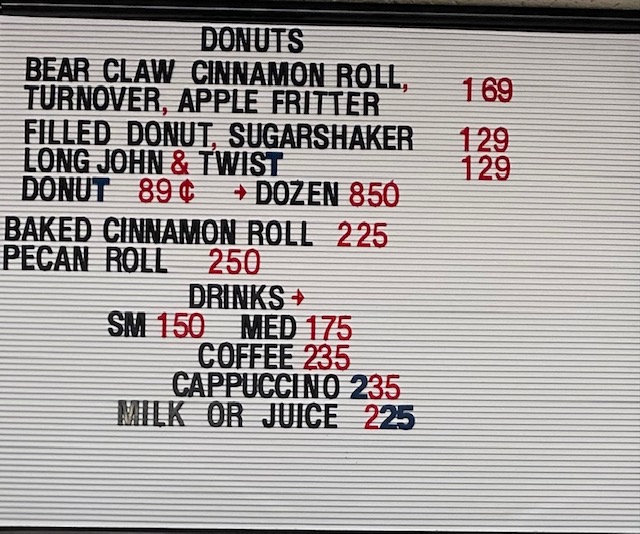 DONUTS
BEAR CLAW CINNAMON ROLL,
TURNOVER, APPLE FRITTER 169
FILLED DONUT, SUGARSHAKER 129
LONG JOHN & TWIST 129
DONUT 89¢ → DOZEN 850
BAKED CINNAMON ROLL 225
PECAN ROLL 250
DRINKS→
SM 150 MED 175
COFFEE 235
CAPPUCCINO 235
MILK OR JUICE 225